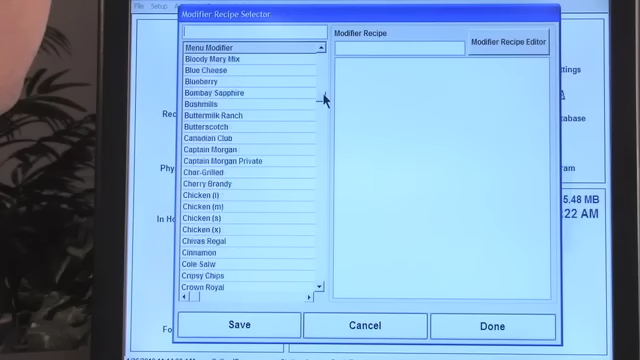 File Setup
Modifier Recipe Selector
Modifier Recipe
Modifier Recipe Editor
Menu Modifier
Bloody Mary Mix
Blue Cheese
Blueberry
Bombay Sapphire
Bushmills
Buttermilk Ranch
Butterscotch
Canadian Club
Captain Morgan
Captain Morgan Private
Char-Grilled
Cherry Brandy
Chicken (l)
Chicken (m)
Chicken (s)
Chicken (x)
Chivas Regal
Cinnamon
Cole Salw
Cripsy Chips
Crown Royal
Save
Cancel
Done
Rec
Phy
In Ho
Fo
ttings
atabase
ram
5.48 MB
:22 AM